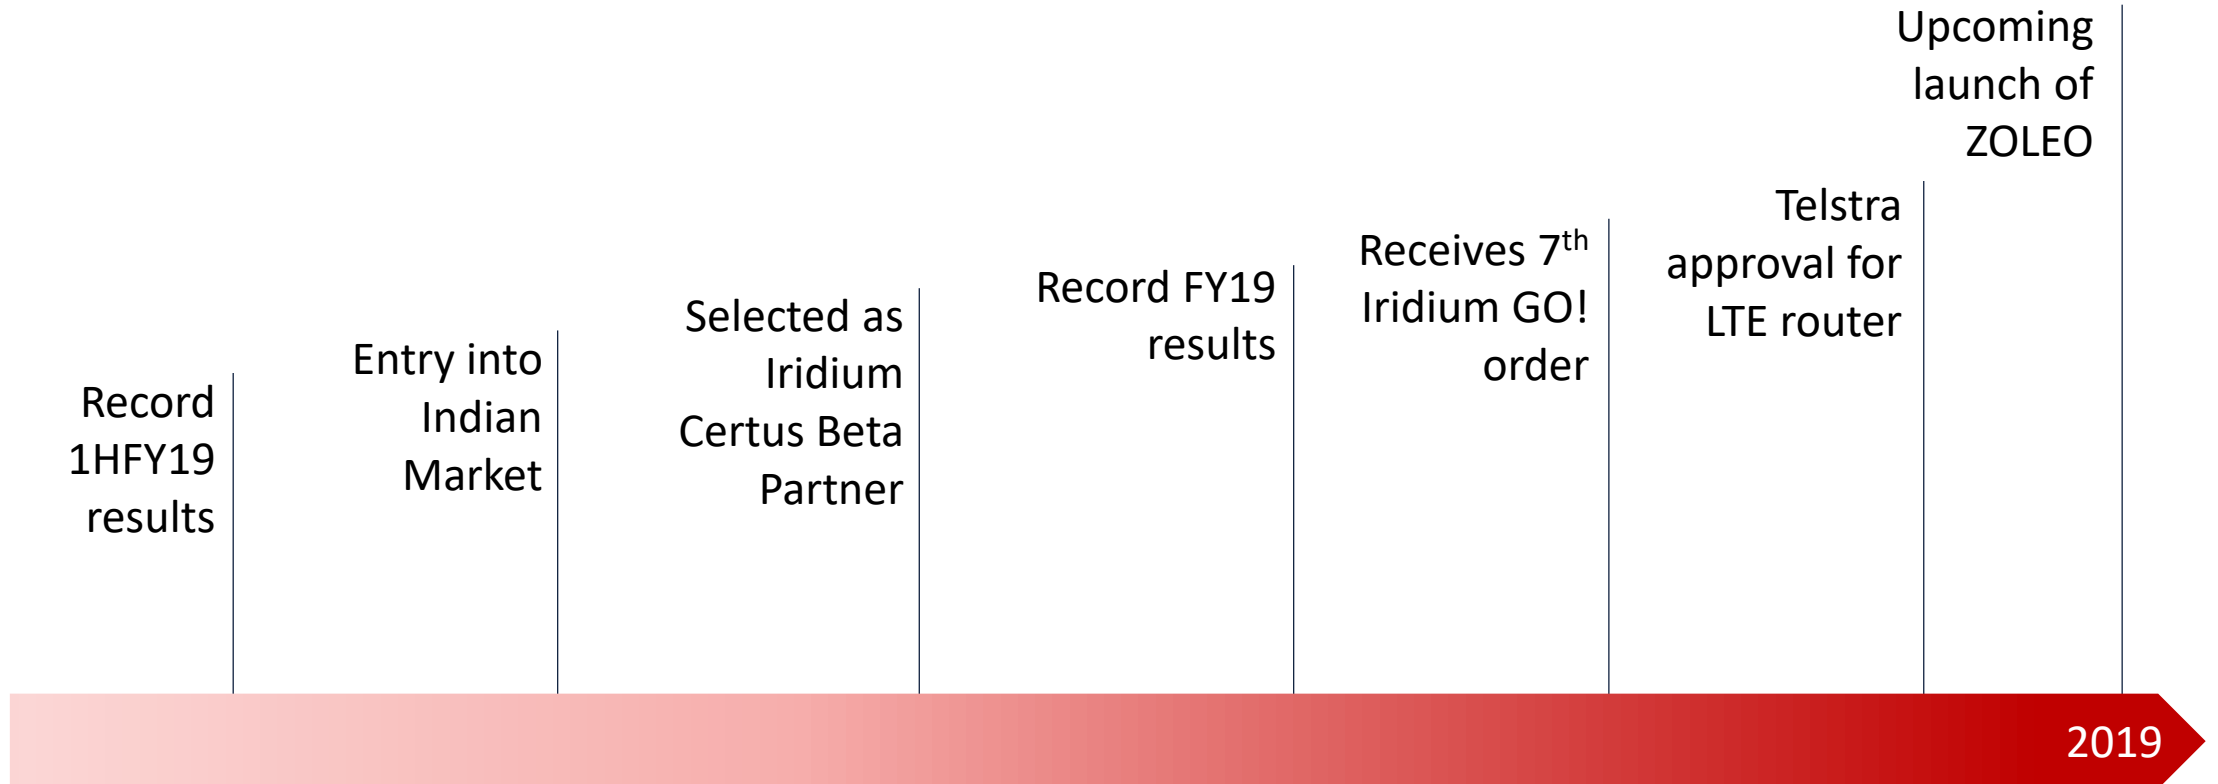 Record
1HFY19
results
Entry into
Indian
Market
Selected as
Iridium
Certus Beta
Partner
Record FY19
results
Receives 7th
Iridium GO!
order
Telstra
approval for
LTE router
Upcoming
launch of
ZOLEO
2019